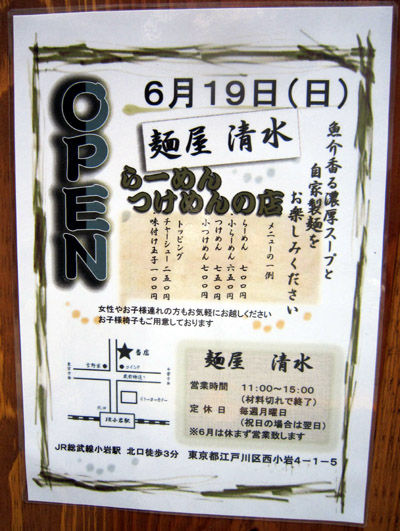 OPEN
6月19日(日)
麺屋 清水
らーめん
つけめんの店
魚介香る濃厚スープと
自家製麺を
お楽しみください
メニューの一例
らーめん 七〇〇円
小らーめん 六五〇円
つけめん 七五〇円
小つけめん 七〇〇円
トッピング
チャーシュー 二五〇円
味付け玉子 一〇〇円
女性やお子様連れの方もお気軽にお越しください
お子様椅子もご用意しております
★当店
吉野家
JR小岩駅
麺屋 清水
営業時間 11:00~15:00
(材料切れで終了)
定休日 毎週月曜日
(祝日の場合は翌日)
※6月は休まず営業致します
JR総武線小岩駅 北口徒歩3分 東京都江戸川区西小岩4-1-5